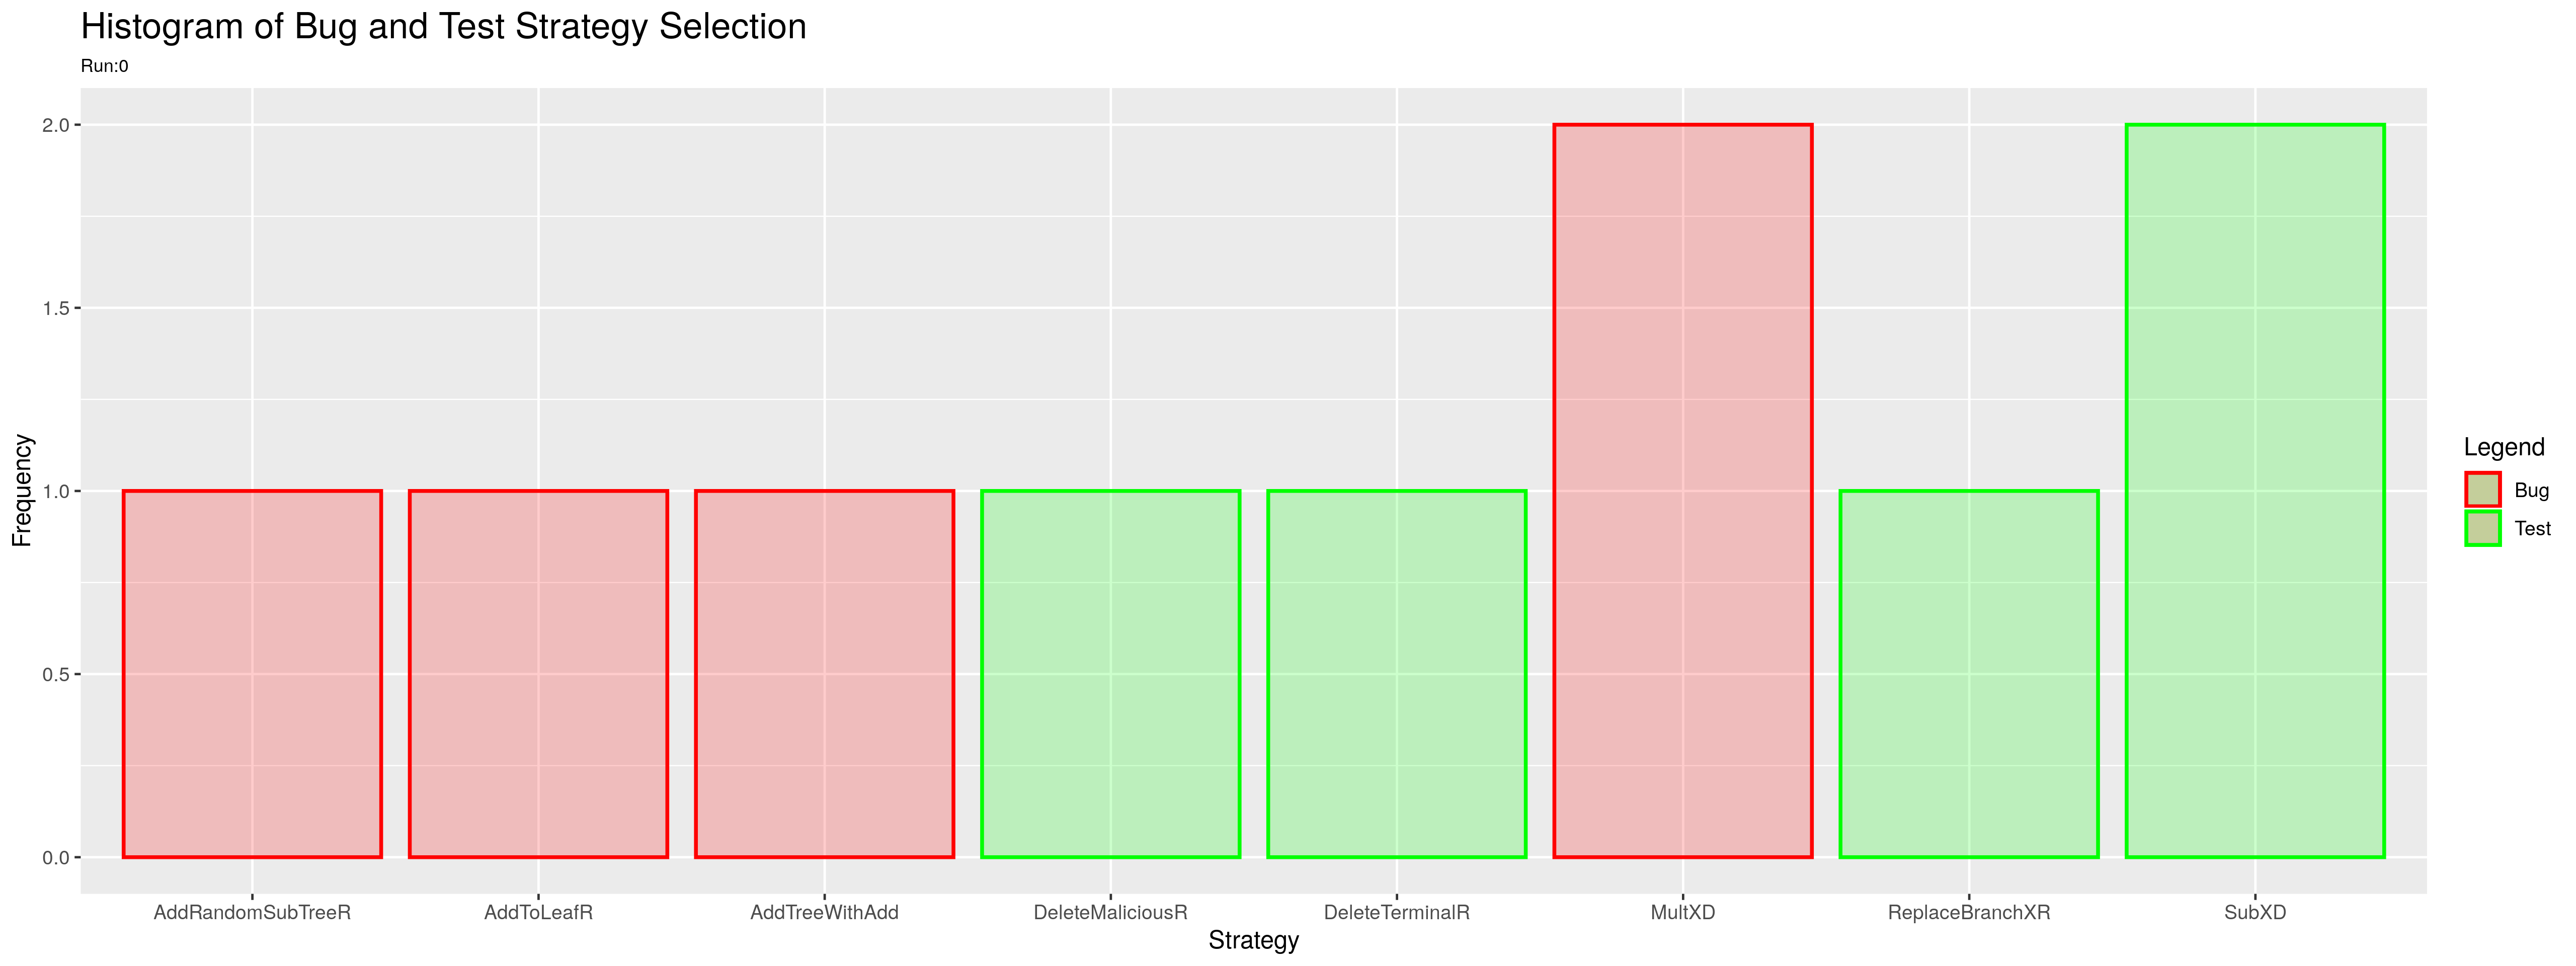 Histogram of Bug and Test Strategy Selection
Run:0
Frequency
2.0
1.5
1.0
0.5
0.0
AddRandomSubTreeR AddToLeafR AddTreeWithAdd DeleteMaliciousR DeleteTerminalR MultXD ReplaceBranchXR SubXD
Strategy
Legend
Bug
Test